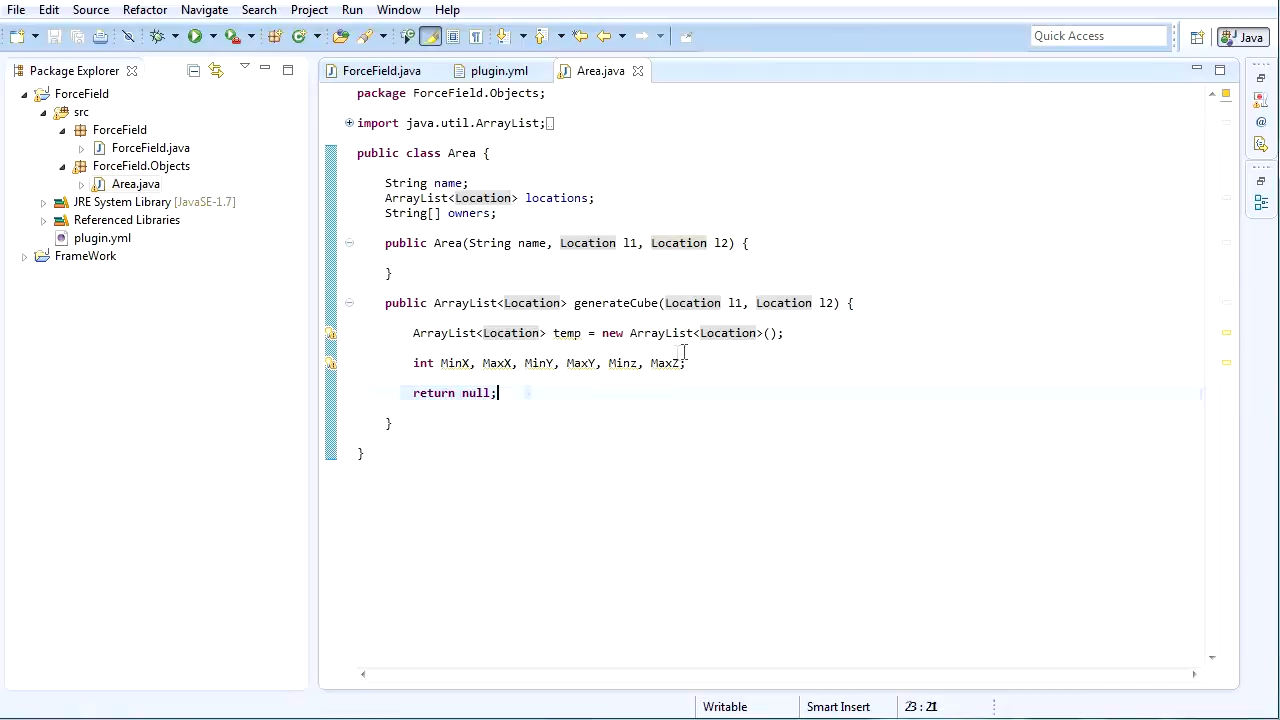 File Edit Source Refactor Navigate Search Project Run Window Help
Quick Access
Java
Package Explorer
ForceField.java
plugin.yml
Area.java
ForceField
src
ForceField
ForceField.java
ForceField.Objects
Area.java
JRE System Library [JavaSE-1.7]
Referenced Libraries
plugin.yml
FrameWork
package ForceField.Objects;
import java.util.ArrayList;
public class Area {
String name;
ArrayList<Location> locations;
String[] owners;
public Area(String name, Location l1, Location l2) {
}
public ArrayList<Location> generateCube(Location l1, Location l2) {
ArrayList<Location> temp = new ArrayList<Location>();
int MinX, MaxX, MinY, MaxY, Minz, MaxZ;
return null;
}
}
Writable
Smart Insert
23 : 21